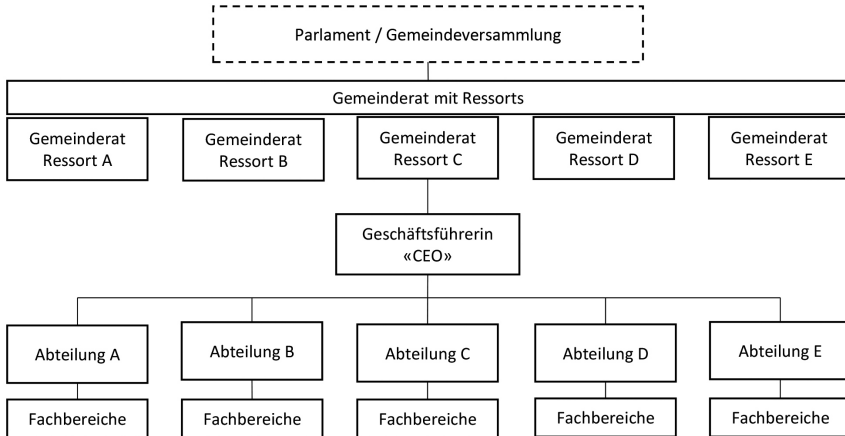 Parlament / Gemeindeversammlung
Gemeinderat mit Ressorts
Gemeinderat
Ressort A
Gemeinderat
Ressort B
Gemeinderat
Ressort C
Gemeinderat
Ressort D
Gemeinderat
Ressort E
Geschäftsführerin
«CEO»
Abteilung A
Abteilung B
Abteilung C
Abteilung D
Abteilung E
Fachbereiche
Fachbereiche
Fachbereiche
Fachbereiche
Fachbereiche